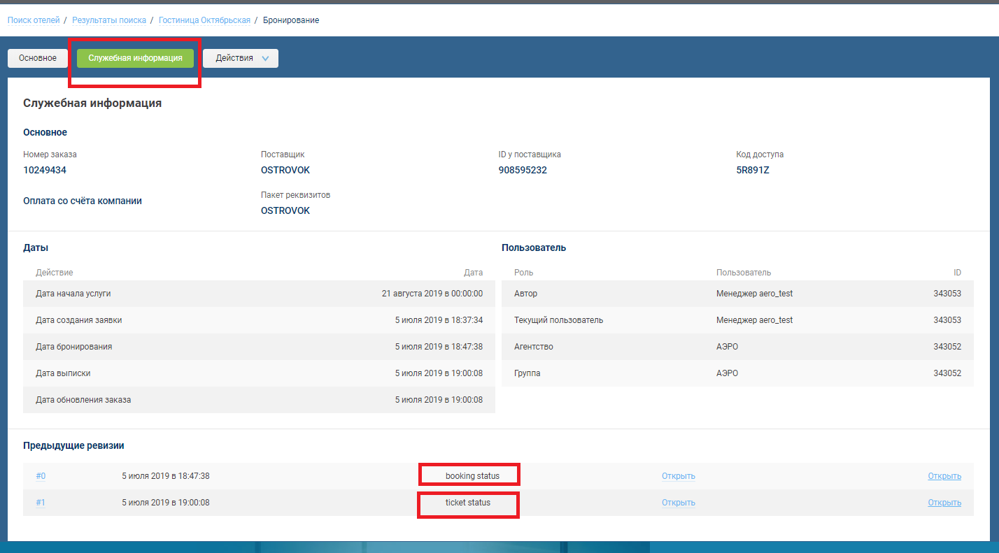 Поиск отелей / Результаты поиска / Гостиница Октябрьская / Бронирование
Основное Служебная информация Действия
Служебная информация
Основное
Номер заказа Поставщик ID у поставщика Код доступа
10249434 OSTROVOK 908595232 5R891Z
Оплата со счёта компании
Пакет реквизитов
OSTROVOK
Даты Пользователь
Действие Дата Роль Пользователь ID
Дата начала услуги 21 августа 2019 в 00:00:00 Автор Менеджер aero_test 343053
Дата создания заявки 5 июля 2019 в 18:37:34 Текущий пользователь Менеджер aero_test 343053
Дата бронирования 5 июля 2019 в 18:47:38 Агентство АЭРО 343052
Дата выписки 5 июля 2019 в 19:00:08 Группа АЭРО 343052
Дата обновления заказа 5 июля 2019 в 19:00:08
Предыдущие ревизии
#0 5 июля 2019 в 18:47:38 booking status Открыть Открыть
#1 5 июля 2019 в 19:00:08 ticket status Открыть Открыть